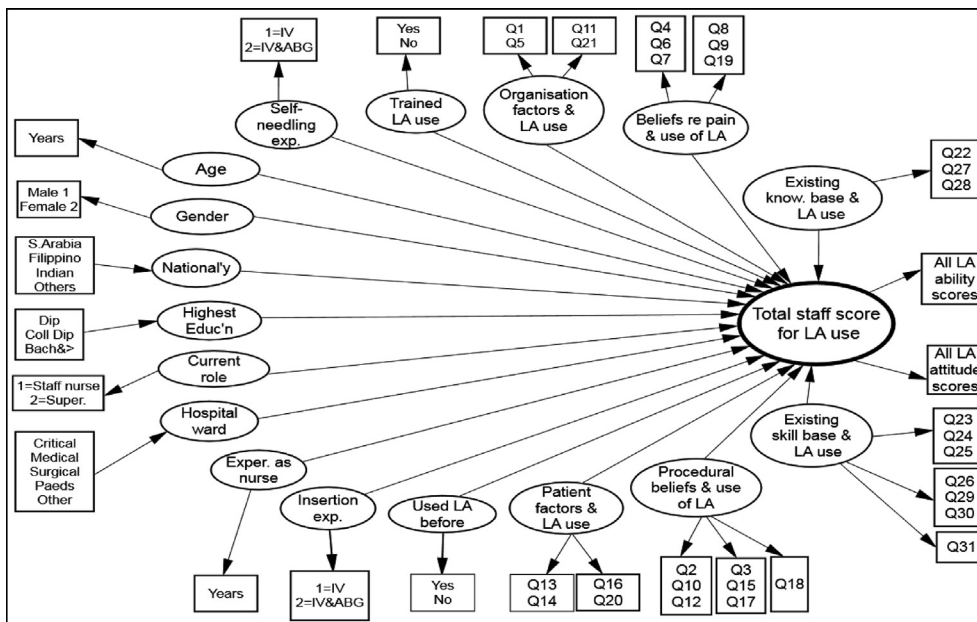 1=IV
2=IV&ABG
Yes
No
Q1
Q5
Q11
Q21
Q4
Q6
Q7
Q8
Q9
Q19
Self-
needling
exp.
Trained
LA use
Organisation
factors &
LA use
Beliefs re pain
& use of LA
Years
Age
Male 1
Female 2
Gender
Existing
know. base &
LA use
Q22
Q27
Q28
S.Arabia
Filippino
Indian
Others
National'y
All LA
ability
scores
Dip
Coll Dip
Bach&>
Highest
Educ'n
Total staff score
for LA use
1=Staff nurse
2=Super.
Current
role
All LA
attitude
scores
Critical
Medical
Surgical
Paeds
Other
Hospital
ward
Existing
skill base &
LA use
Q23
Q24
Q25
Exper. as
nurse
Insertion
exp.
Used LA
before
Patient
factors &
LA use
Procedural
beliefs & use
of LA
Q26
Q29
Q30
Q31
Years
1=IV
2=IV&ABG
Yes
No
Q13
Q14
Q16
Q20
Q2
Q10
Q12
Q3
Q15
Q17
Q18